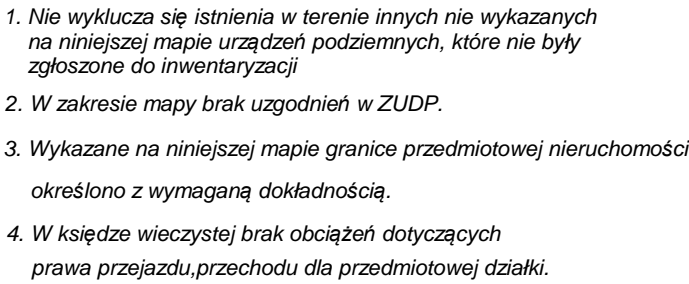 1. Nie wyklucza się istnienia w terenie innych nie wykazanych
na niniejszej mapie urządzeń podziemnych, które nie były
zgłoszone do inwentaryzacji
2. W zakresie mapy brak uzgodnień w ZUDP.
3. Wykazane na niniejszej mapie granice przedmiotowej nieruchomości
określono z wymaganą dokładnością.
4. W księdze wieczystej brak obciążeń dotyczących
prawa przejazdu,przechodu dla przedmiotowej działki.